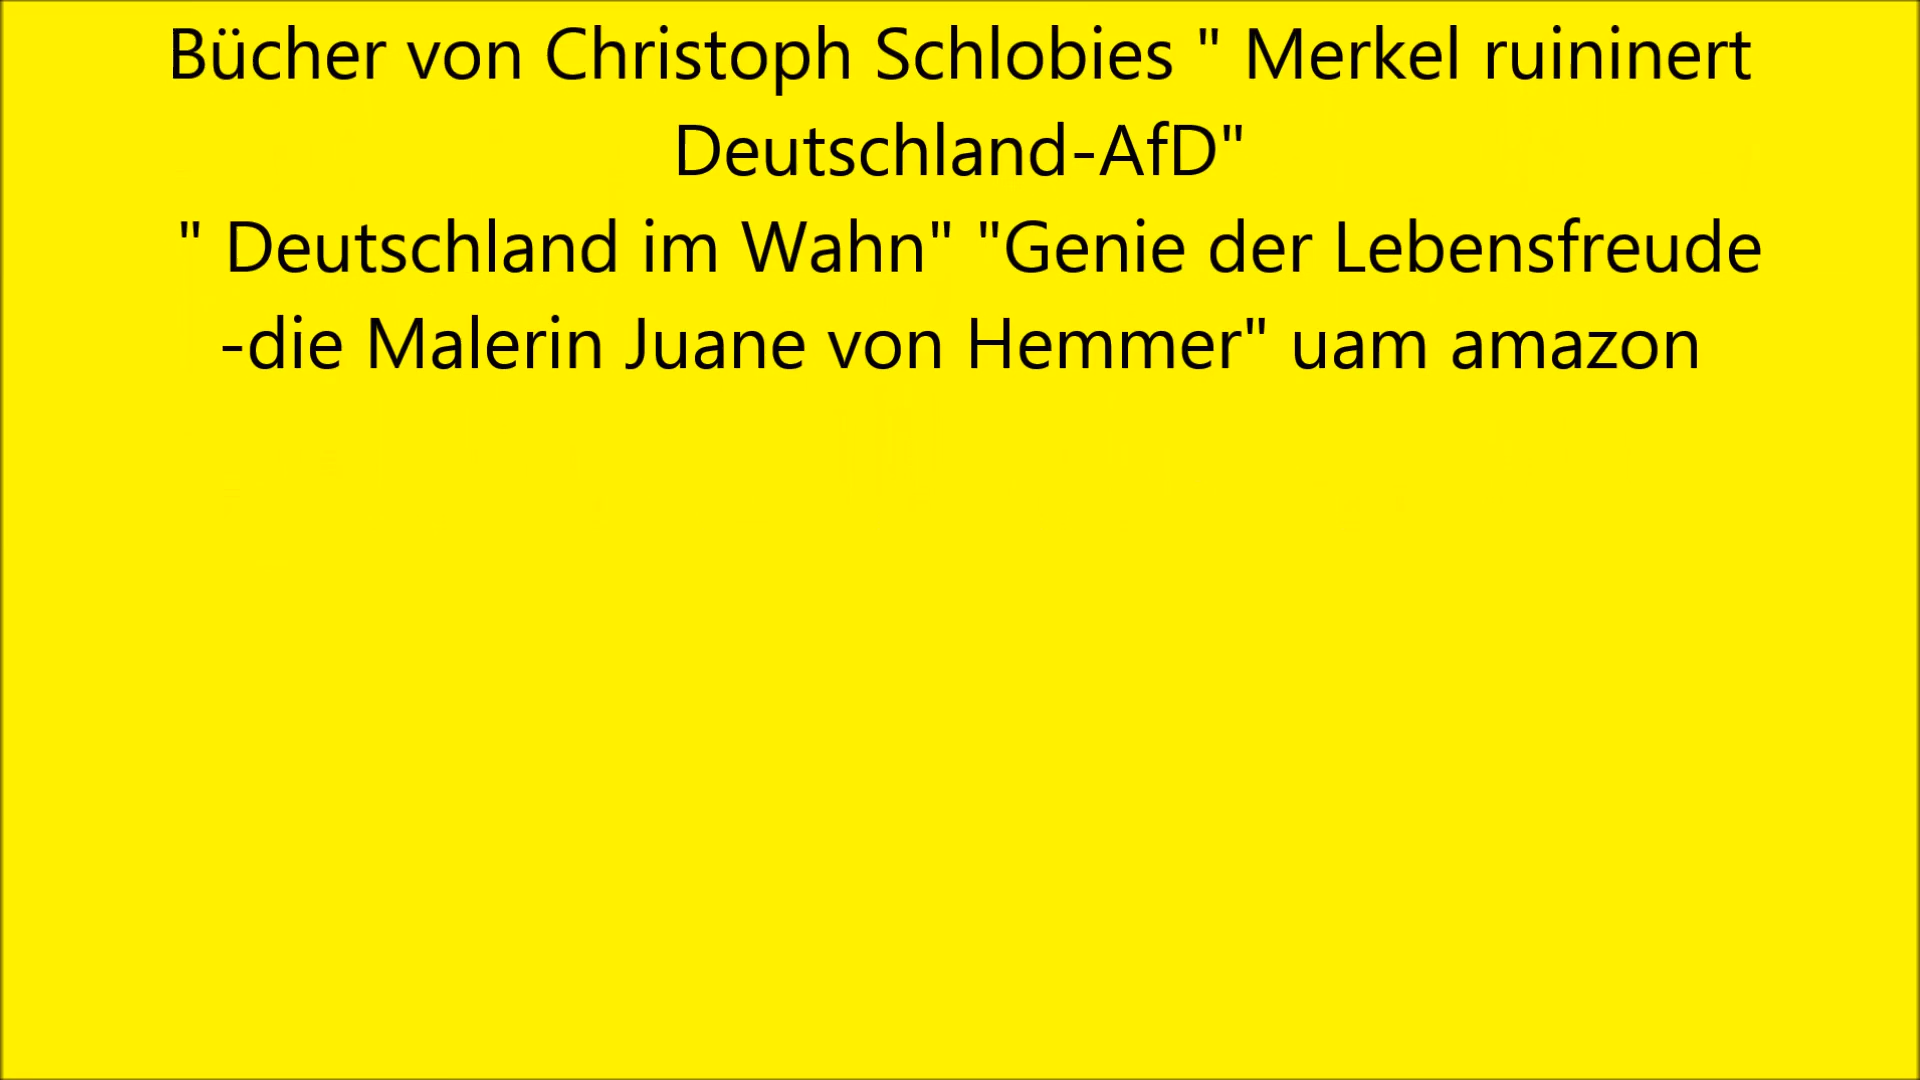 Bücher von Christoph Schlobies " Merkel ruininert
Deutschland-AfD"
" Deutschland im Wahn" "Genie der Lebensfreude
-die Malerin Juane von Hemmer" uam amazon